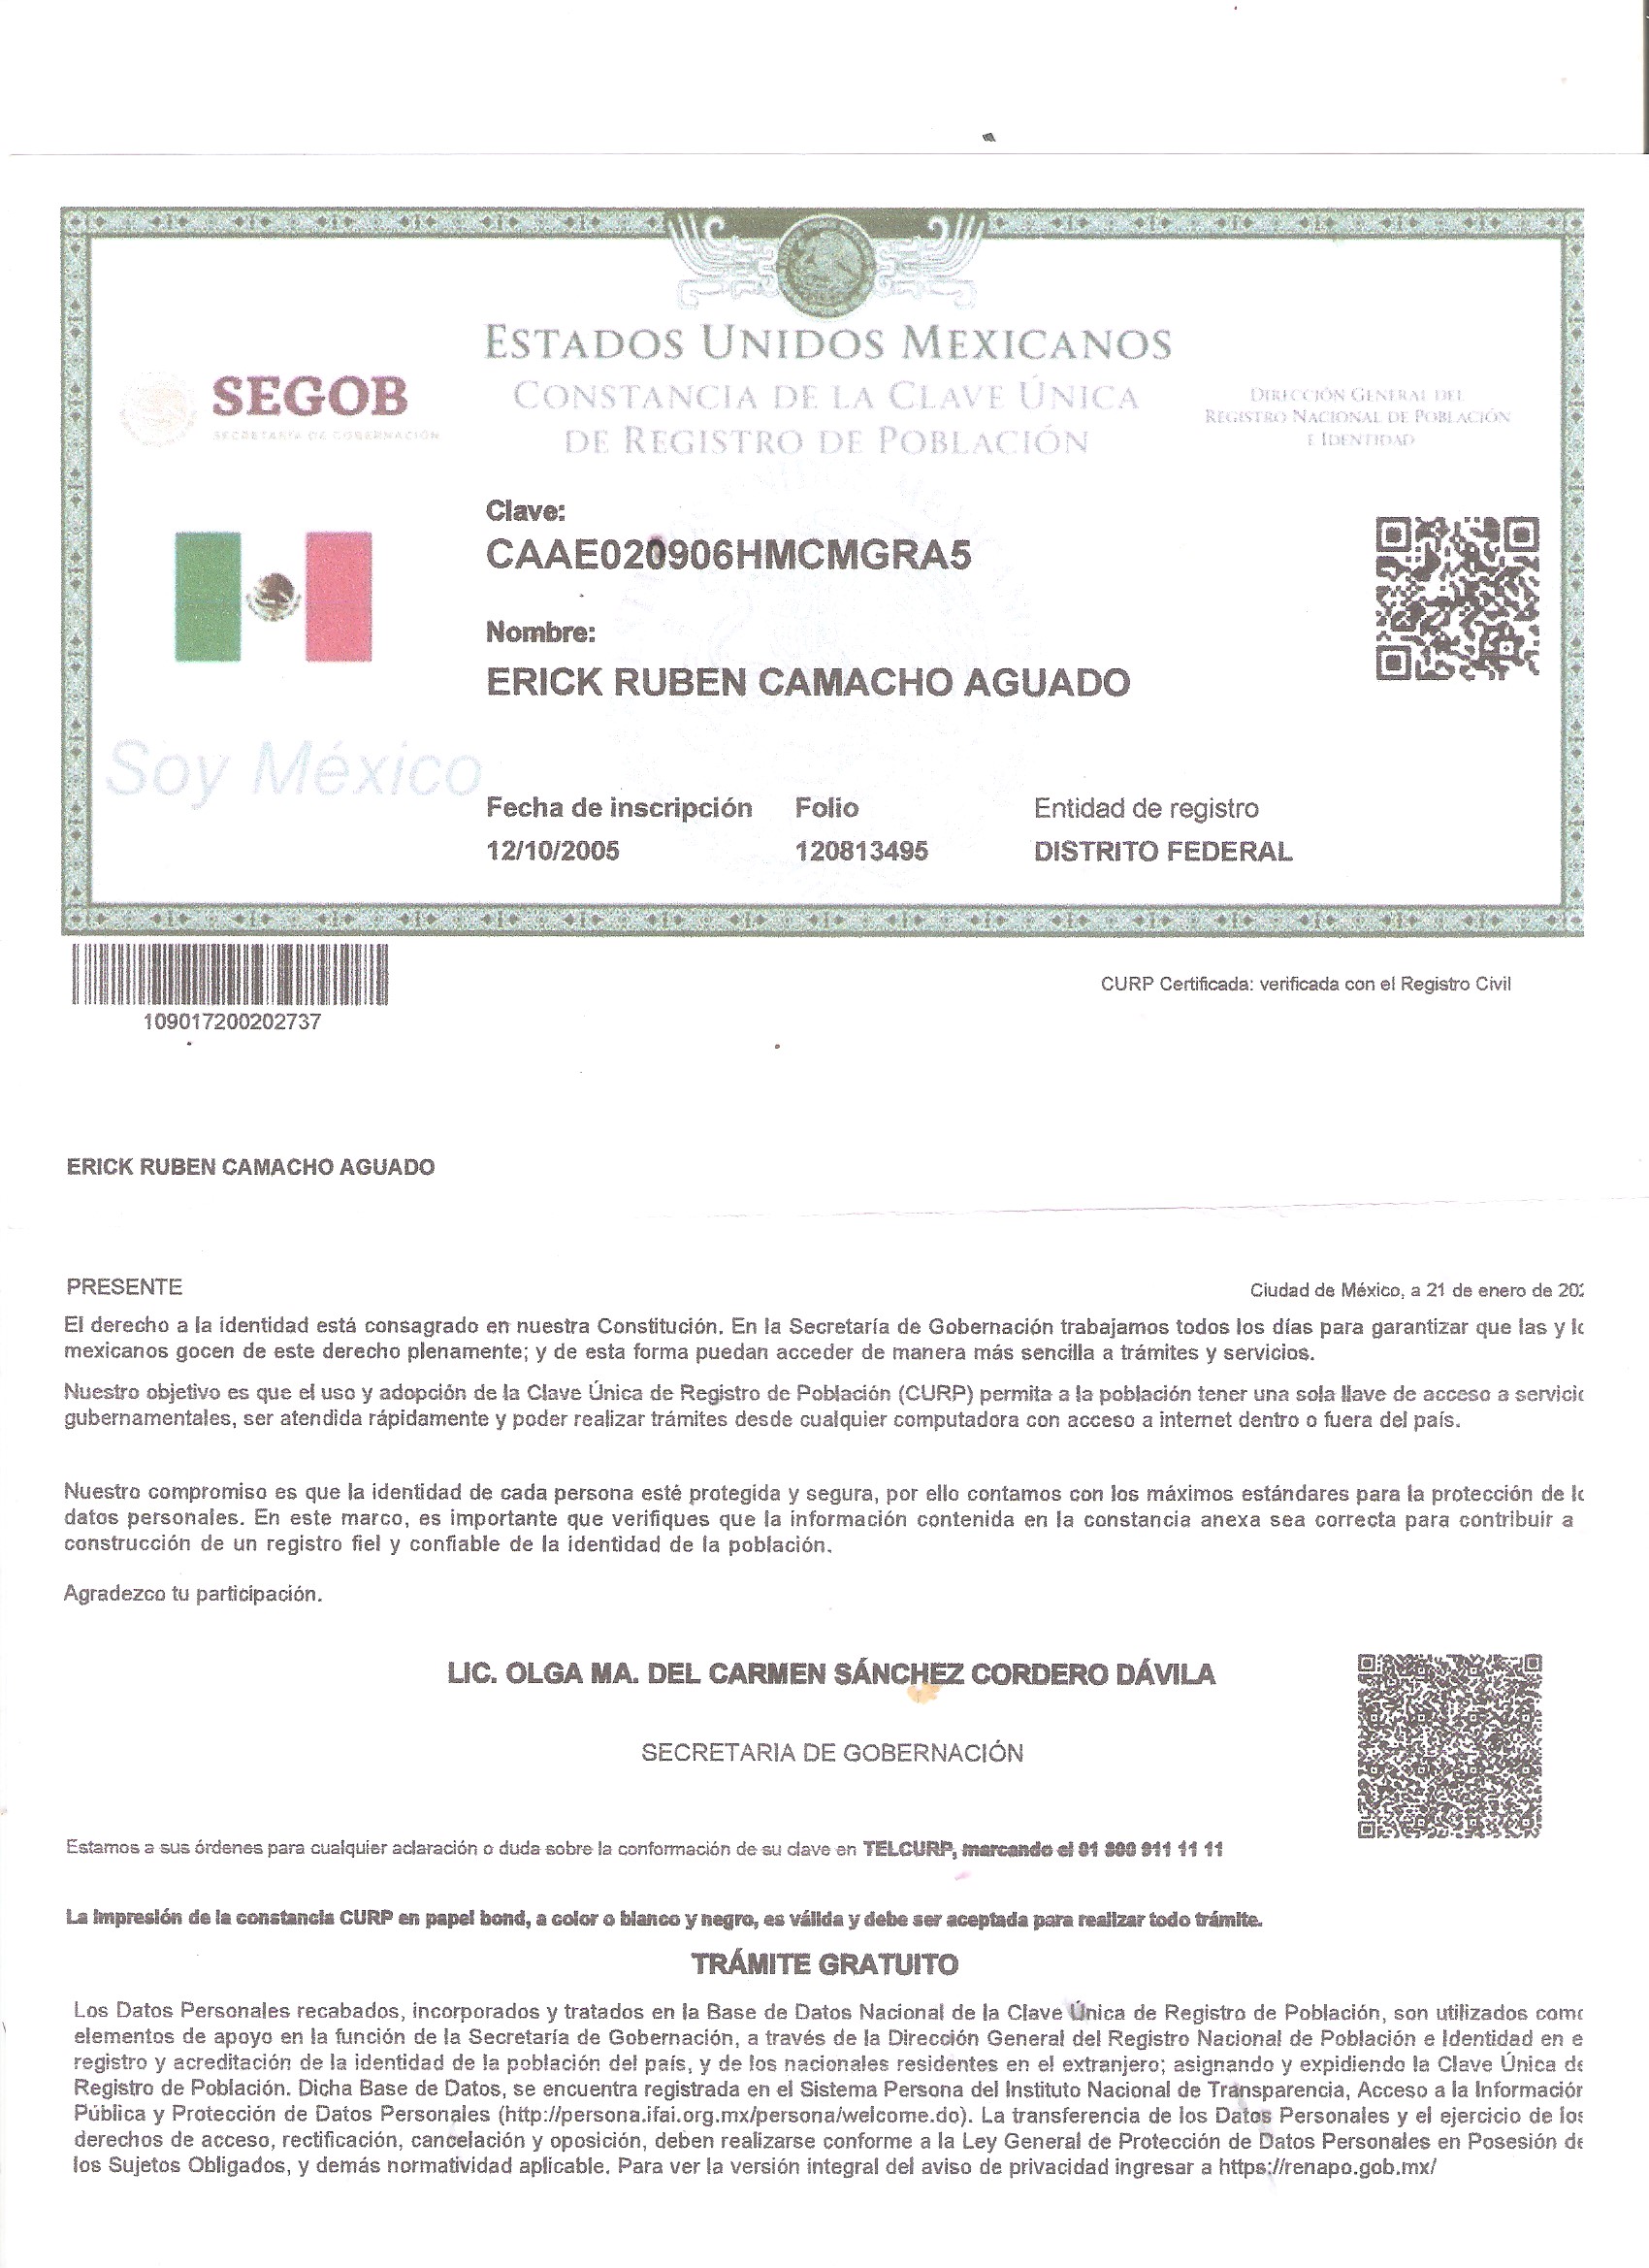 ESTADOS UNIDOS MEXICANOS
SEGOB
SECRETARÍA DE GOBERNACIÓN
CONSTANCIA DE LA CLAVE ÚNICA
DE REGISTRO DE POBLACIÓN
DIRECCIÓN GENERAL DEL
REGISTRO NACIONAL DE POBLACIÓN
E IDENTIDAD
Clave:
CAAE020906HMCMGRA5
Nombre:
ERICK RUBEN CAMACHO AGUADO
Soy México
Fecha de inscripción Folio Entidad de registro
12/10/2005 120813495 DISTRITO FEDERAL
109017200202737
CURP Certificada: verificada con el Registro Civil
ERICK RUBEN CAMACHO AGUADO
PRESENTE
Ciudad de México, a 21 de enero de
El derecho a la identidad está consagrado en nuestra Constitución. En la Secretaría de Gobernación trabajamos todos los días para garantizar que las y
mexicanos gocen de este derecho plenamente; y de esta forma puedan acceder de manera más sencilla a trámites y servicios.
Nuestro objetivo es que el uso y adopción de la Clave Única de Registro de Población (CURP) permita a la población tener una sola llave de acceso a
gubernamentales, ser atendida rápidamente y poder realizar trámites desde cualquier computadora con acceso a internet dentro o fuera del país.
Nuestro compromiso es que la identidad de cada persona esté protegida y segura, por ello contamos con los máximos estándares para la protección de
datos personales. En este marco, es importante que verifiques que la información contenida en la constancia anexa sea correcta para contribuir a
construcción de un registro fiel y confiable de la identidad de la población.
Agradezco tu participación.
LIC. OLGA MA. DEL CARMEN SÁNCHEZ CORDERO DÁVILA
SECRETARIA DE GOBERNACIÓN
Estamos a sus órdenes para cualquier aclaración o duda sobre la conformación de su clave en TELCURP, marcando el 01 800 911 11 11
La impresión de la constancia CURP en papel bond, a color o blanco y negro, es válida y debe ser aceptada para realizar todo trámite.
TRÁMITE GRATUITO
Los Datos Personales recabados, incorporados y tratados en la Base de Datos Nacional de la Clave Única de Registro de Población, son utilizados
elementos de apoyo en la función de la Secretaría de Gobernación, a través de la Dirección General del Registro Nacional de Población e Identidad en
registro y acreditación de la identidad de la población del país, y de los nacionales residentes en el extranjero; asignando y expidiendo la Clave Única
Registro de Población. Dicha Base de Datos, se encuentra registrada en el Sistema Persona del Instituto Nacional de Transparencia, Acceso a la
Pública y Protección de Datos Personales (http://persona.ifai.org.mx/persona/welcome.do). La transferencia de los Datos Personales y el ejercicio de
derechos de acceso, rectificación, cancelación y oposición, deben realizarse conforme a la Ley General de Protección de Datos Personales en Posesión
los Sujetos Obligados, y demás normatividad aplicable. Para ver la versión integral del aviso de privacidad ingresar a https://renapo.gob.mx/